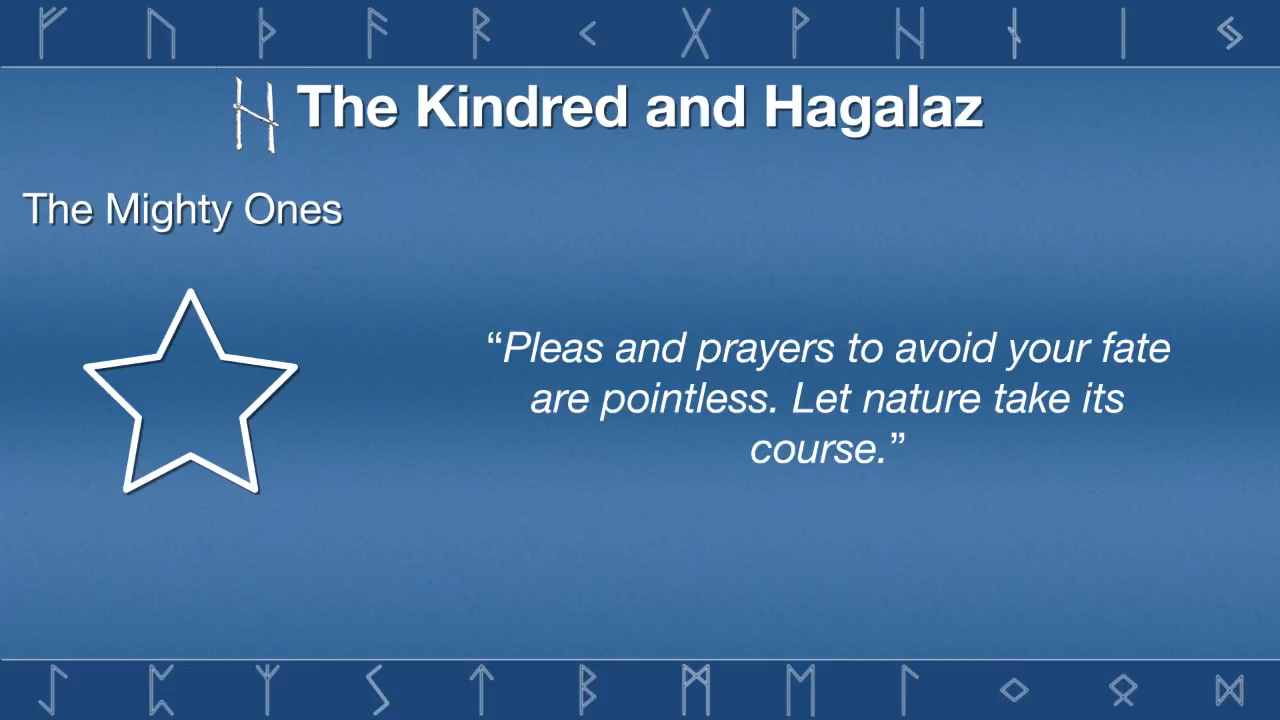 ᚠ ᚢ ᚦ ᚨ ᚱ ᚲ ᚷ ᚹ ᚺ ᚾ ᛁ ᛃ
ᚺ The Kindred and Hagalaz
The Mighty Ones
“Pleas and prayers to avoid your fate
are pointless. Let nature take its
course.”
ᛇ ᛈ ᛉ ᛊ ᛏ ᛒ ᛗ ᛖ ᛚ ᛜ ᛟ ᛞ